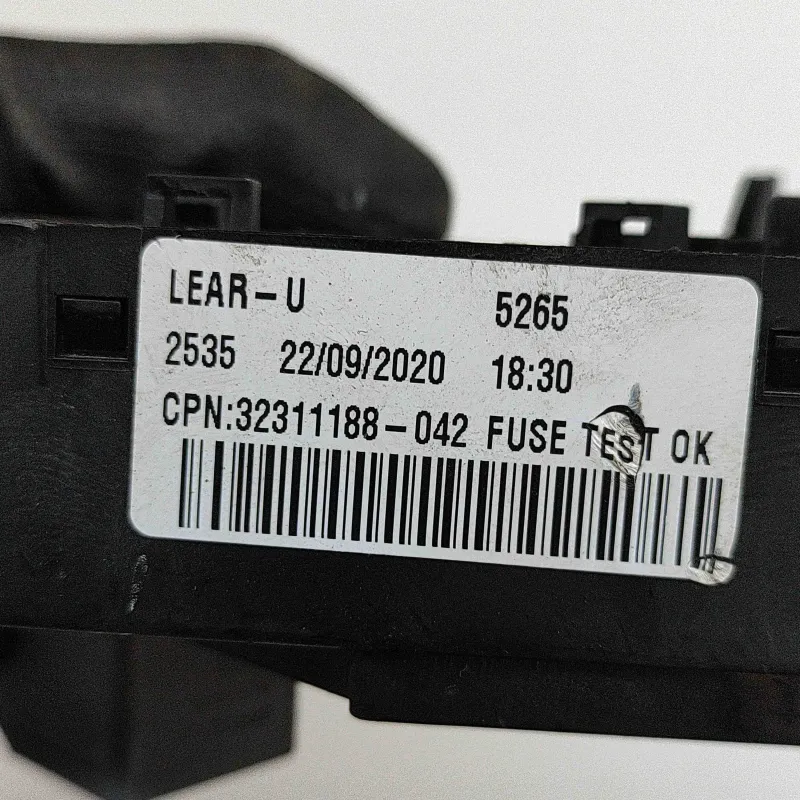 LEAR-U 5265
2535 22/09/2020 18:30
CPN:32311188-042 FUSE TEST OK